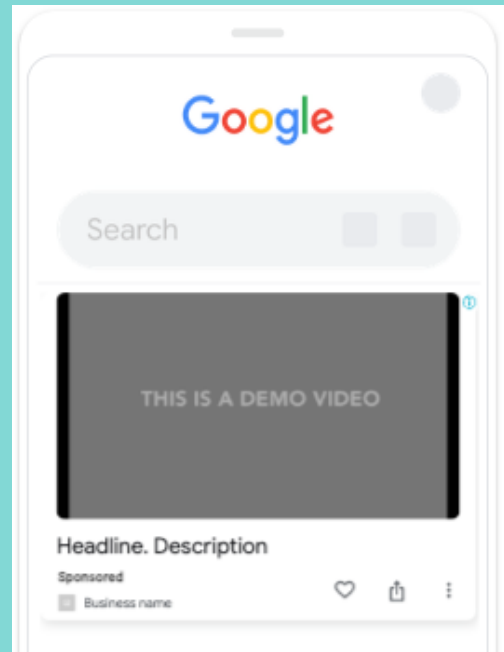 Google
Search
THIS IS A DEMO VIDEO
Headline. Description
Sponsored
Business name